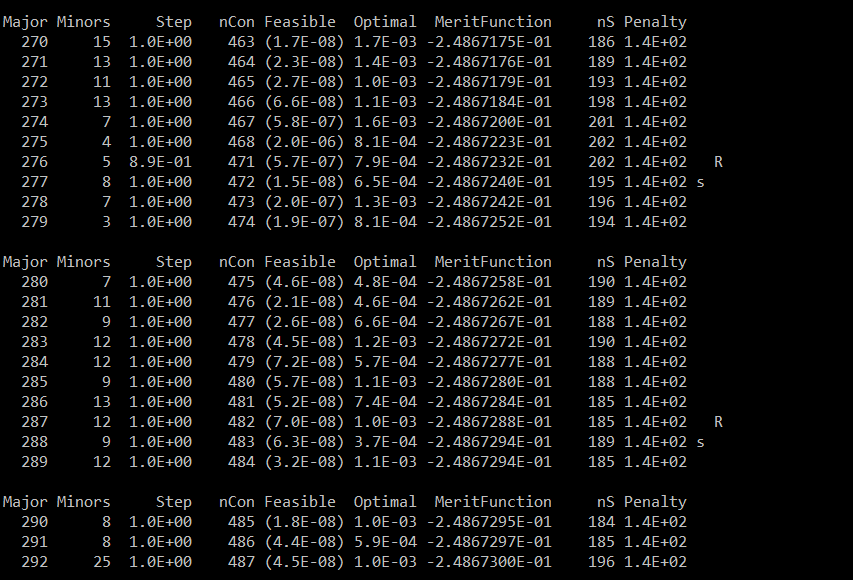 Major Minors     Step   nCon Feasible  Optimal  MeritFunction     nS Penalty
  270     15  1.0E+00    463 (1.7E-08) 1.7E-03 -2.4867175E-01    186 1.4E+02
  271     13  1.0E+00    464 (2.3E-08) 1.4E-03 -2.4867176E-01    189 1.4E+02
  272     11  1.0E+00    465 (2.7E-08) 1.0E-03 -2.4867179E-01    193 1.4E+02
  273     13  1.0E+00    466 (6.6E-08) 1.1E-03 -2.4867184E-01    198 1.4E+02
  274      7  1.0E+00    467 (5.8E-07) 1.6E-03 -2.4867200E-01    201 1.4E+02
  275      4  1.0E+00    468 (2.0E-06) 8.1E-04 -2.4867223E-01    202 1.4E+02
  276      5  8.9E-01    471 (5.7E-07) 7.9E-04 -2.4867232E-01    202 1.4E+02   R
  277      8  1.0E+00    472 (1.5E-08) 6.5E-04 -2.4867240E-01    195 1.4E+02 s
  278      7  1.0E+00    473 (2.0E-07) 1.3E-03 -2.4867242E-01    196 1.4E+02
  279      3  1.0E+00    474 (1.9E-07) 8.1E-04 -2.4867252E-01    194 1.4E+02
Major Minors     Step   nCon Feasible  Optimal  MeritFunction     nS Penalty
  280      7  1.0E+00    475 (4.6E-08) 4.8E-04 -2.4867258E-01    190 1.4E+02
  281     11  1.0E+00    476 (2.1E-08) 4.6E-04 -2.4867262E-01    189 1.4E+02
  282      9  1.0E+00    477 (2.6E-08) 6.6E-04 -2.4867267E-01    188 1.4E+02
  283     12  1.0E+00    478 (4.5E-08) 1.2E-03 -2.4867272E-01    190 1.4E+02
  284     12  1.0E+00    479 (7.2E-08) 5.7E-04 -2.4867277E-01    188 1.4E+02
  285      9  1.0E+00    480 (5.7E-08) 1.1E-03 -2.4867280E-01    188 1.4E+02
  286     13  1.0E+00    481 (5.2E-08) 7.4E-04 -2.4867284E-01    185 1.4E+02
  287     12  1.0E+00    482 (7.0E-08) 1.0E-03 -2.4867288E-01    185 1.4E+02   R
  288      9  1.0E+00    483 (6.3E-08) 3.7E-04 -2.4867294E-01    189 1.4E+02 s
  289     12  1.0E+00    484 (3.2E-08) 1.1E-03 -2.4867294E-01    185 1.4E+02
Major Minors     Step   nCon Feasible  Optimal  MeritFunction     nS Penalty
  290      8  1.0E+00    485 (1.8E-08) 1.0E-03 -2.4867295E-01    184 1.4E+02
  291      8  1.0E+00    486 (4.4E-08) 5.9E-04 -2.4867297E-01    185 1.4E+02
  292     25  1.0E+00    487 (4.5E-08) 1.0E-03 -2.4867300E-01    196 1.4E+02